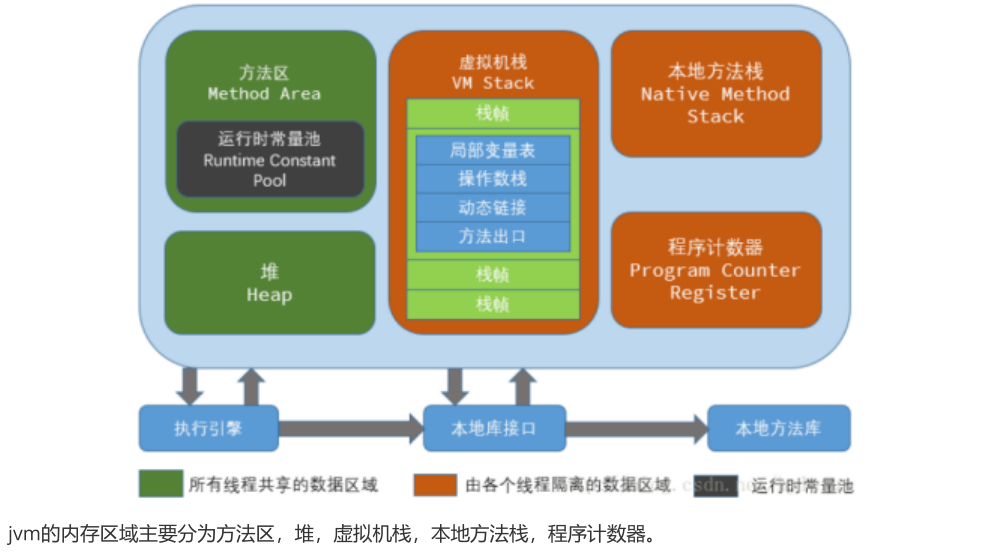 方法区
Method Area
运行时常量池
Runtime Constant
Pool
堆
Heap
虚拟机栈
VM Stack
栈帧
局部变量表
操作数栈
动态链接
方法出口
栈帧
栈帧
本地方法栈
Native Method
Stack
程序计数器
Program Counter
Register
执行引擎
本地库接口
本地方法库
所有线程共享的数据区域
由各个线程隔离的数据区域
运行时常量池
jvm的内存区域主要分为方法区，堆，虚拟机栈，本地方法栈，程序计数器。